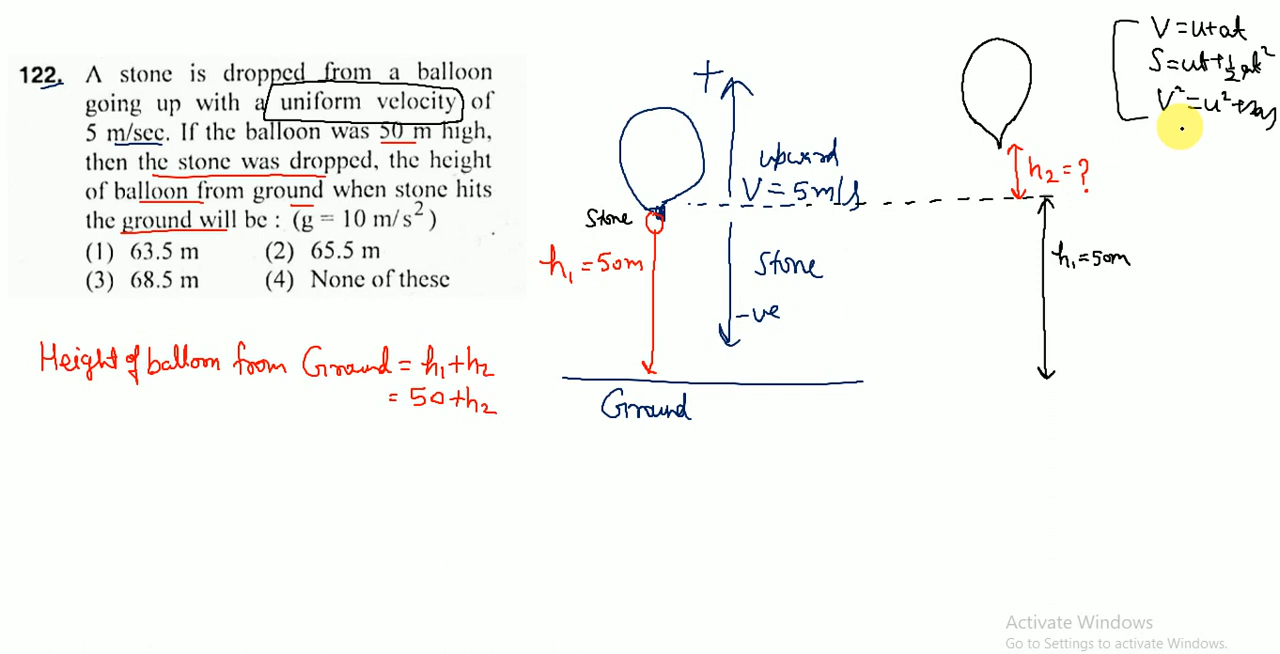 122. A stone is dropped from a balloon
going up with a uniform velocity of
5 m/sec. If the balloon was 50 m high,
then the stone was dropped, the height
of balloon from ground when stone hits
the ground will be : (g = 10 m/s²)
(1) 63.5 m (2) 65.5 m
(3) 68.5 m (4) None of these
Height of balloon from Ground = h₁+h₂
= 50+h₂
+
upward
V = 5m/s
Stone
h₁ = 50m
Stone
-ve
Ground
h₂ = ?
h₁ = 50m
V = u+at
S = ut+½at²
V² = u²+2as
Activate Windows
Go to Settings to activate Windows.